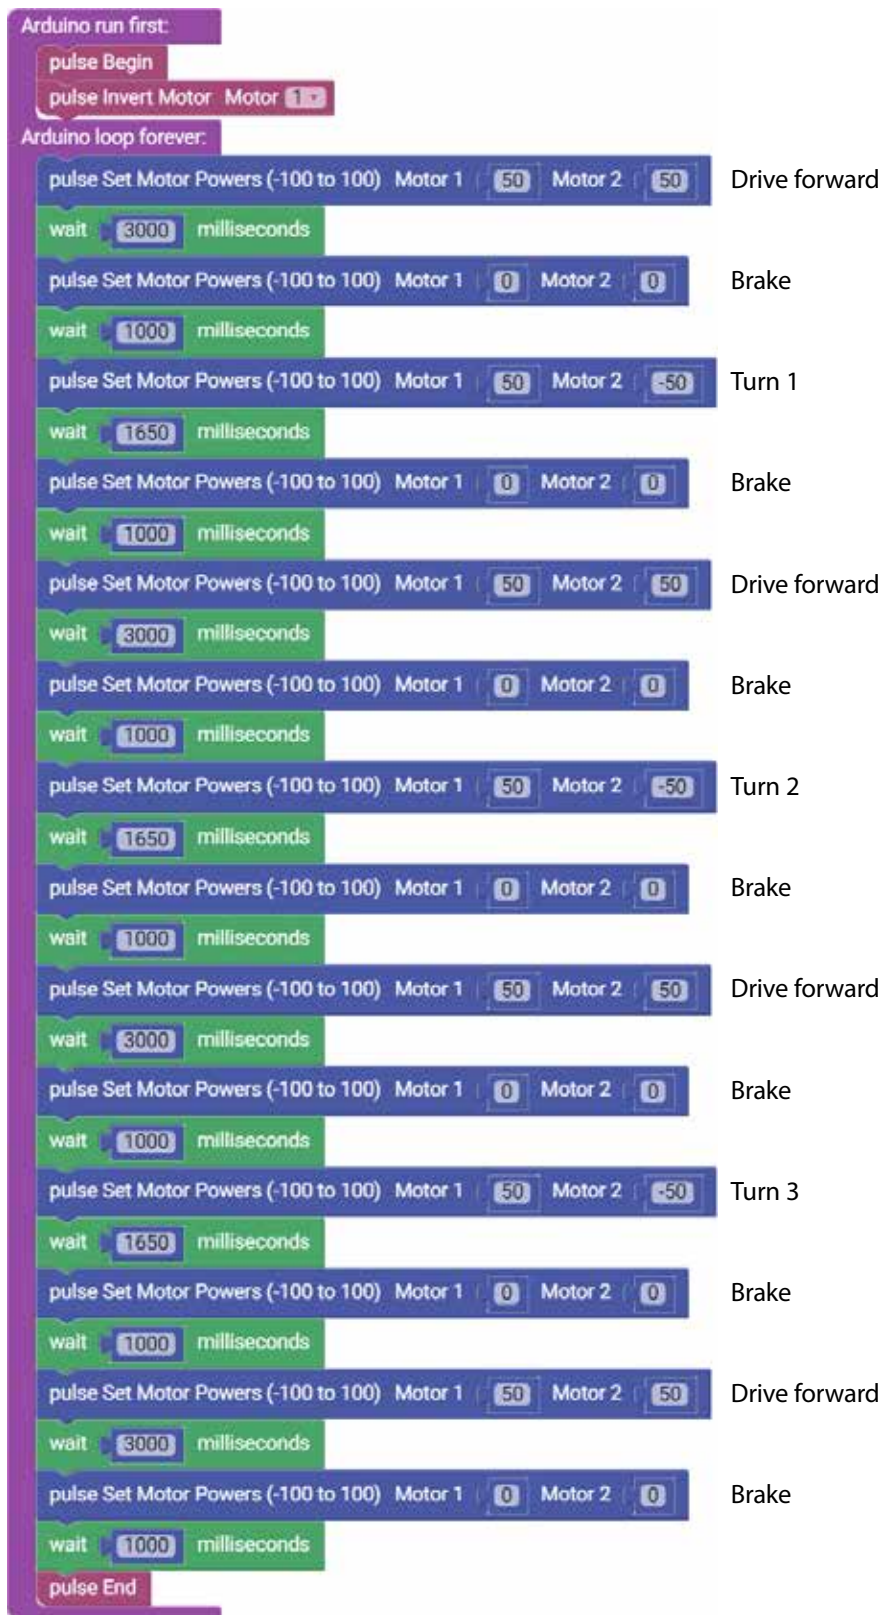 Arduino run first:
pulse Begin
pulse Invert Motor Motor 1
Arduino loop forever:
pulse Set Motor Powers (-100 to 100) Motor 1 50 Motor 2 50 Drive forward
wait 3000 milliseconds
pulse Set Motor Powers (-100 to 100) Motor 1 0 Motor 2 0 Brake
wait 1000 milliseconds
pulse Set Motor Powers (-100 to 100) Motor 1 50 Motor 2 -50 Turn 1
wait 1650 milliseconds
pulse Set Motor Powers (-100 to 100) Motor 1 0 Motor 2 0 Brake
wait 1000 milliseconds
pulse Set Motor Powers (-100 to 100) Motor 1 50 Motor 2 50 Drive forward
wait 3000 milliseconds
pulse Set Motor Powers (-100 to 100) Motor 1 0 Motor 2 0 Brake
wait 1000 milliseconds
pulse Set Motor Powers (-100 to 100) Motor 1 50 Motor 2 -50 Turn 2
wait 1650 milliseconds
pulse Set Motor Powers (-100 to 100) Motor 1 0 Motor 2 0 Brake
wait 1000 milliseconds
pulse Set Motor Powers (-100 to 100) Motor 1 50 Motor 2 50 Drive forward
wait 3000 milliseconds
pulse Set Motor Powers (-100 to 100) Motor 1 0 Motor 2 0 Brake
wait 1000 milliseconds
pulse Set Motor Powers (-100 to 100) Motor 1 50 Motor 2 -50 Turn 3
wait 1650 milliseconds
pulse Set Motor Powers (-100 to 100) Motor 1 0 Motor 2 0 Brake
wait 1000 milliseconds
pulse Set Motor Powers (-100 to 100) Motor 1 50 Motor 2 50 Drive forward
wait 3000 milliseconds
pulse Set Motor Powers (-100 to 100) Motor 1 0 Motor 2 0 Brake
wait 1000 milliseconds
pulse End